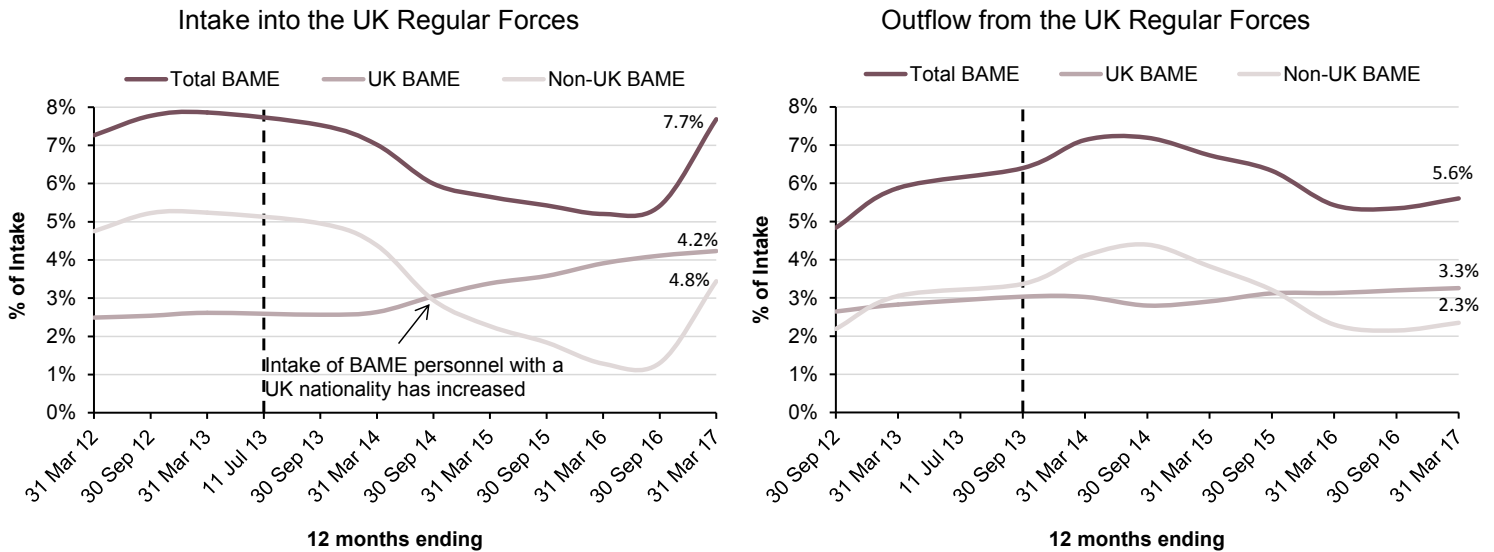 Intake into the UK Regular Forces
Total BAME UK BAME Non-UK BAME
% of Intake
8%
7%
6%
5%
4%
3%
2%
1%
0%
7.7%
4.2%
4.8%
Intake of BAME personnel with a
UK nationality has increased
31 Mar 12
30 Sep 12
31 Mar 13
11 Jul 13
30 Sep 13
31 Mar 14
30 Sep 14
31 Mar 15
30 Sep 15
31 Mar 16
30 Sep 16
31 Mar 17
12 months ending
Outflow from the UK Regular Forces
Total BAME UK BAME Non-UK BAME
% of Intake
8%
7%
6%
5%
4%
3%
2%
1%
0%
5.6%
3.3%
2.3%
30 Sep 12
31 Mar 13
11 Jul 13
30 Sep 13
31 Mar 14
30 Sep 14
31 Mar 15
30 Sep 15
31 Mar 16
30 Sep 16
31 Mar 17
12 months ending